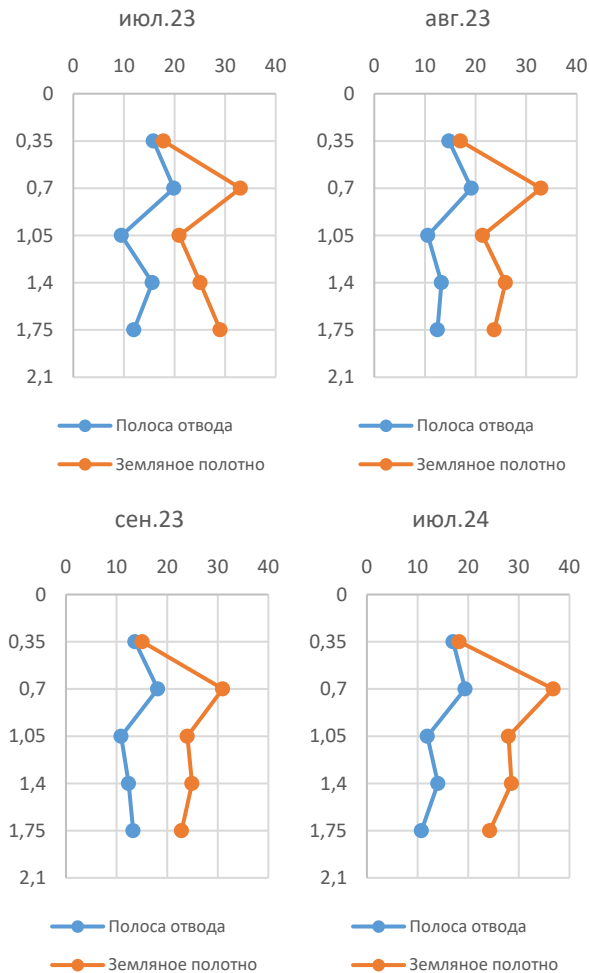 июл.23
0 10 20 30 40
0
0,35
0,7
1,05
1,4
1,75
2,1
Полоса отвода
Земляное полотно
авг.23
0 10 20 30 40
0
0,35
0,7
1,05
1,4
1,75
2,1
Полоса отвода
Земляное полотно
сен.23
0 10 20 30 40
0
0,35
0,7
1,05
1,4
1,75
2,1
Полоса отвода
Земляное полотно
июл.24
0 10 20 30 40
0
0,35
0,7
1,05
1,4
1,75
2,1
Полоса отвода
Земляное полотно